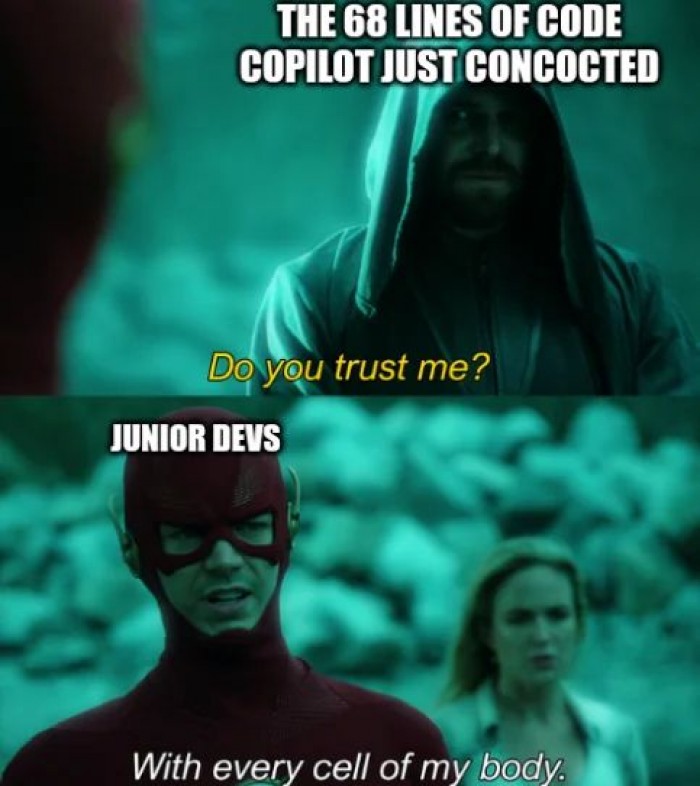 THE 68 LINES OF CODE
COPILOT JUST CONCOCTED
Do you trust me?
JUNIOR DEVS
With every cell of my body.